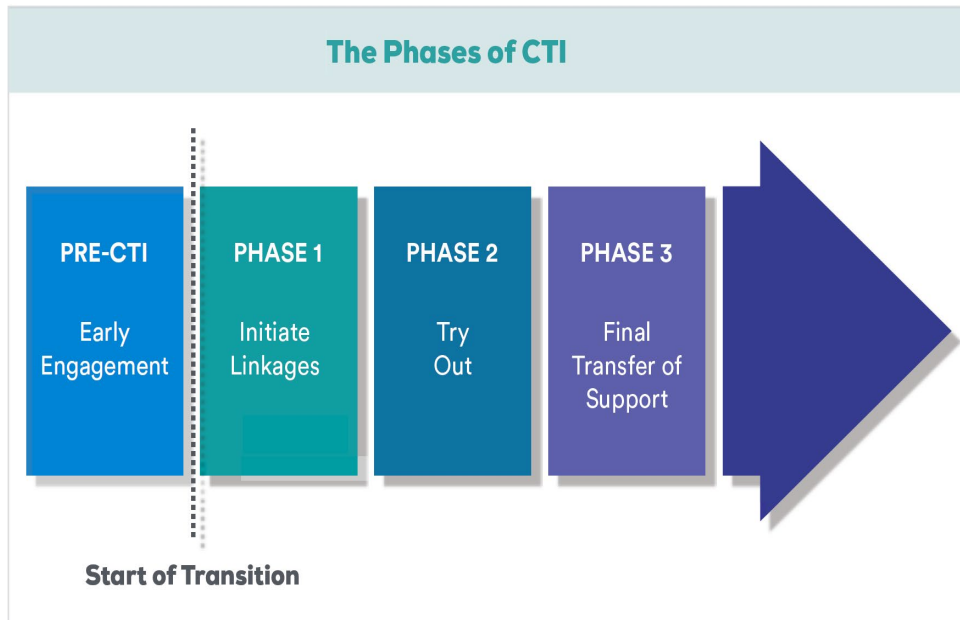 The Phases of CTI
PRE-CTI
Early
Engagement
PHASE 1
Initiate
Linkages
PHASE 2
Try
Out
PHASE 3
Final
Transfer of
Support
Start of Transition